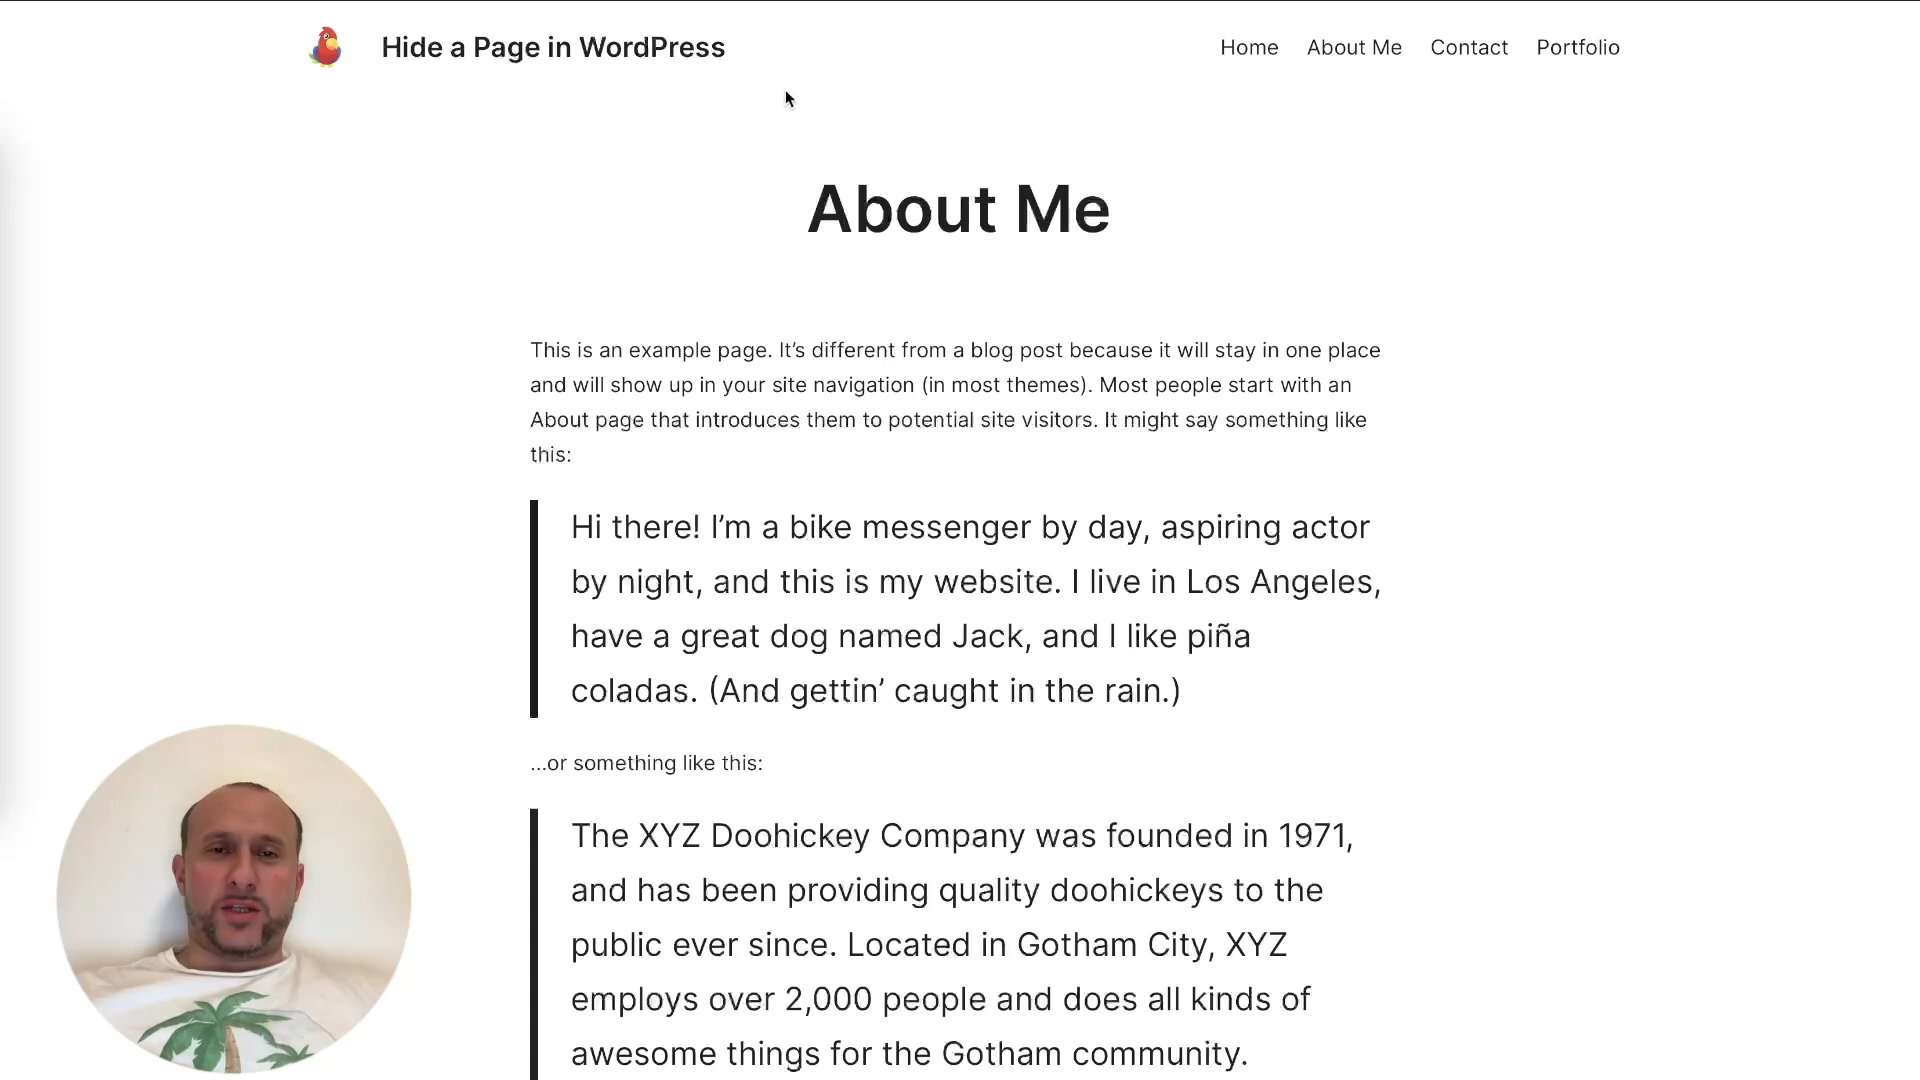 Hide a Page in WordPress
Home About Me Contact Portfolio
About Me
This is an example page. It’s different from a blog post because it will stay in one place
and will show up in your site navigation (in most themes). Most people start with an
About page that introduces them to potential site visitors. It might say something like
this:
Hi there! I’m a bike messenger by day, aspiring actor
by night, and this is my website. I live in Los Angeles,
have a great dog named Jack, and I like piña
coladas. (And gettin’ caught in the rain.)
…or something like this:
The XYZ Doohickey Company was founded in 1971,
and has been providing quality doohickeys to the
public ever since. Located in Gotham City, XYZ
employs over 2,000 people and does all kinds of
awesome things for the Gotham community.